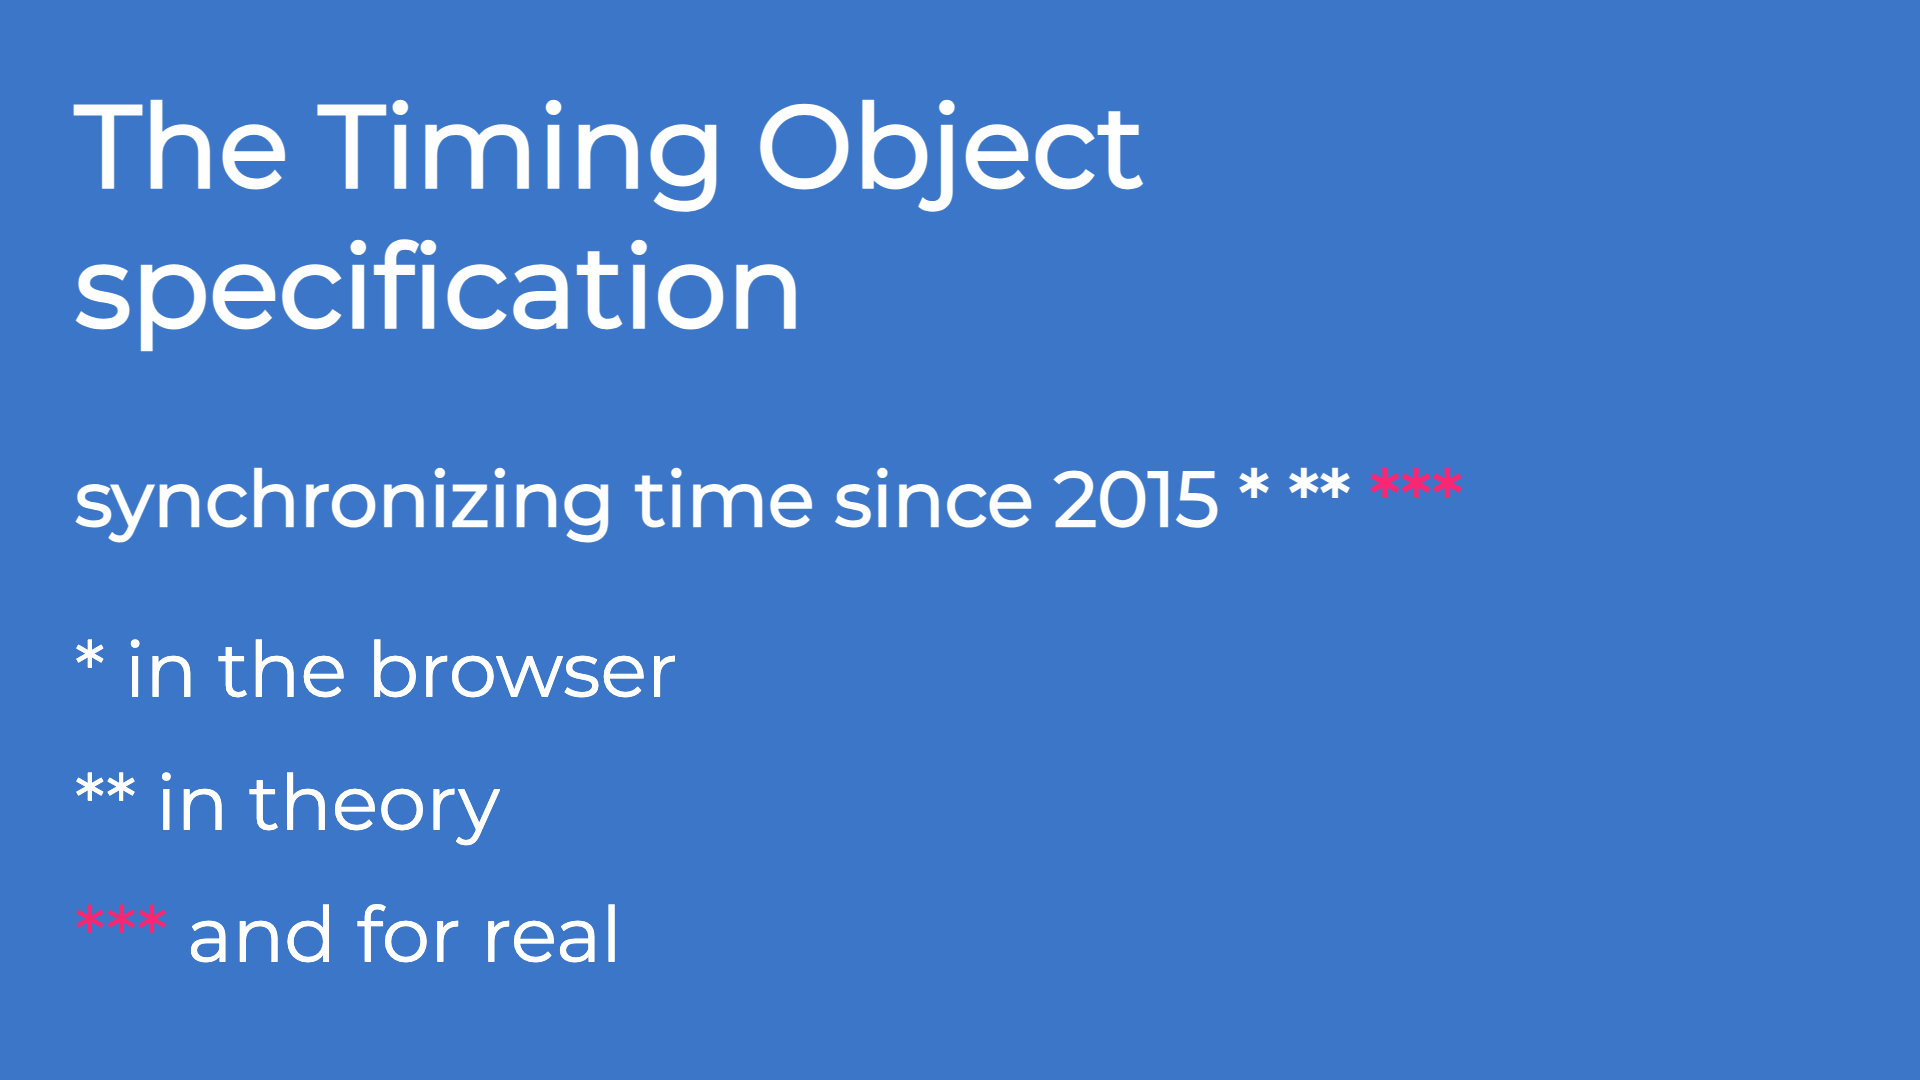 The Timing Object
specification
synchronizing time since 2015 * ** ***
* in the browser
** in theory
*** and for real